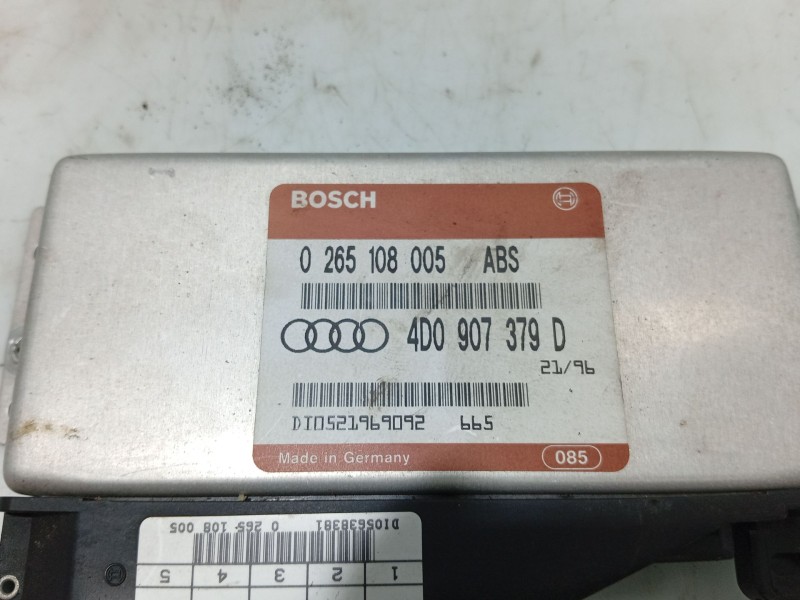 BOSCH
0 265 108 005 ABS
4D0 907 379 D
21/96
DI0521969092 665
Made in Germany 085
DI05638381 0 265 108 005
1 2 3 4 5